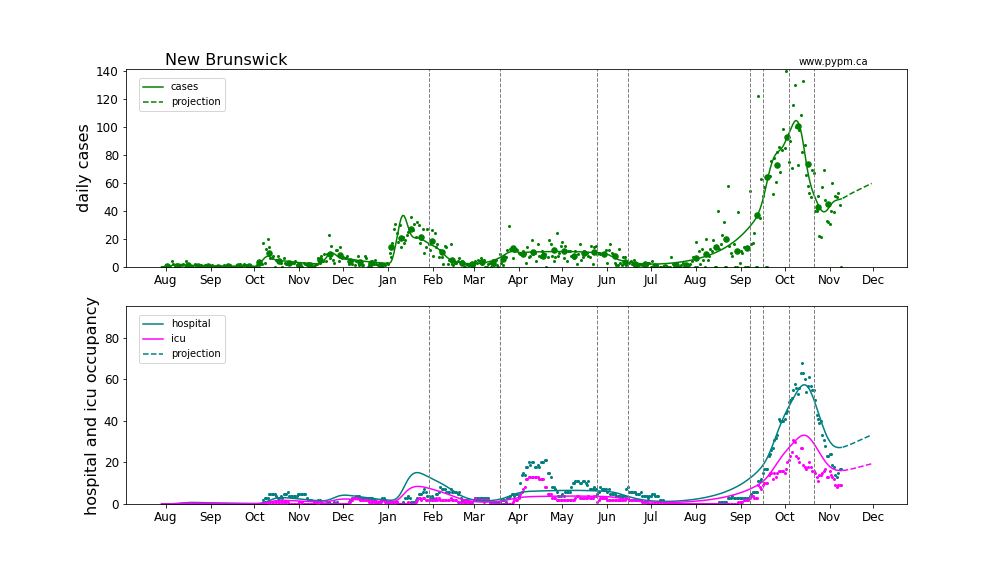 New Brunswick
www.pypm.ca
daily cases
140
120
100
80
60
40
20
0
cases
projection
Aug Sep Oct Nov Dec Jan Feb Mar Apr May Jun Jul Aug Sep Oct Nov Dec
hospital and icu occupancy
80
60
40
20
0
hospital
icu
projection
Aug Sep Oct Nov Dec Jan Feb Mar Apr May Jun Jul Aug Sep Oct Nov Dec